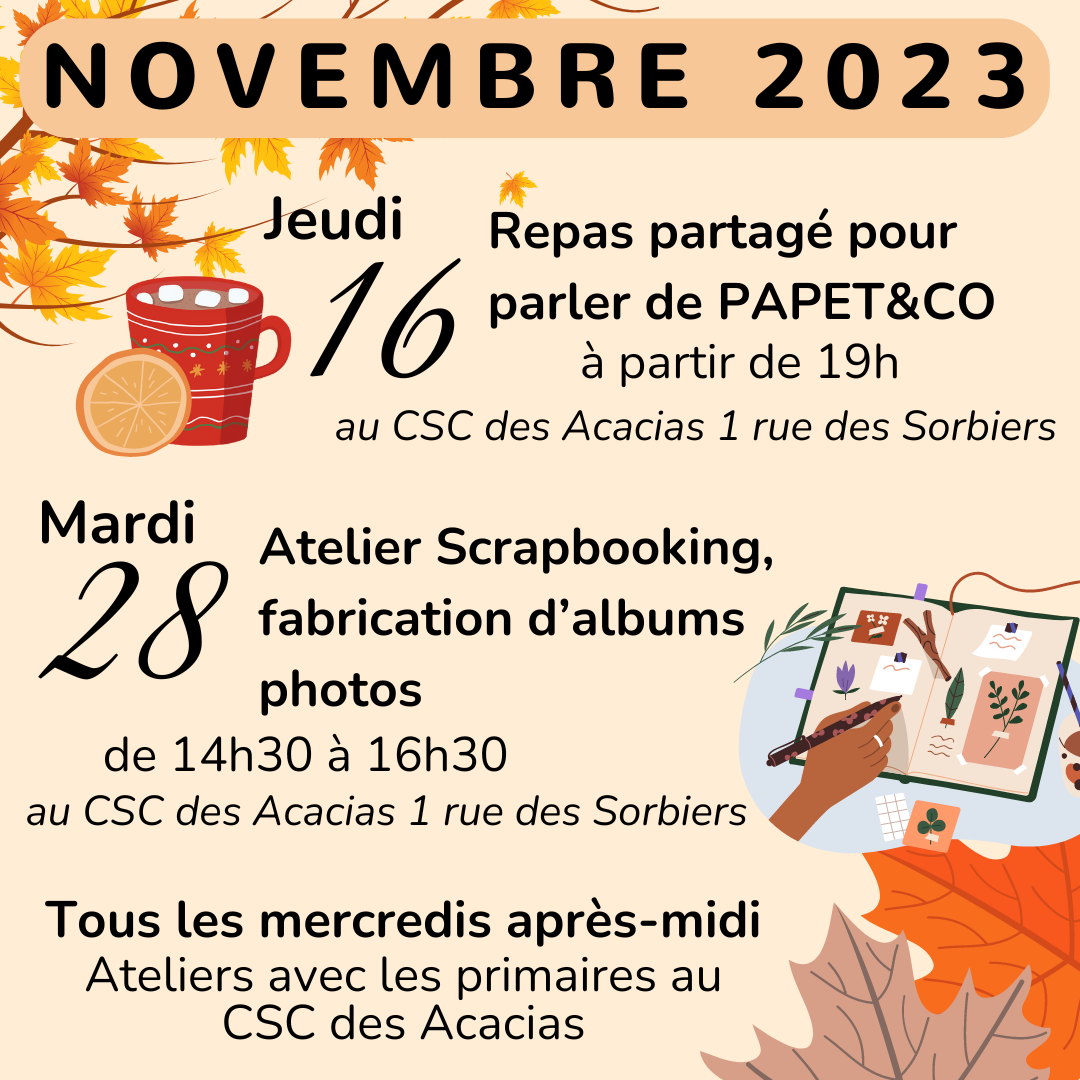 NOVEMBRE 2023
Jeudi
16
Repas partagé pour
parler de PAPET&CO
à partir de 19h
au CSC des Acacias 1 rue des Sorbiers
Mardi
28
Atelier Scrapbooking,
fabrication d’albums
photos
de 14h30 à 16h30
au CSC des Acacias 1 rue des Sorbiers
Tous les mercredis après-midi
Ateliers avec les primaires au
CSC des Acacias